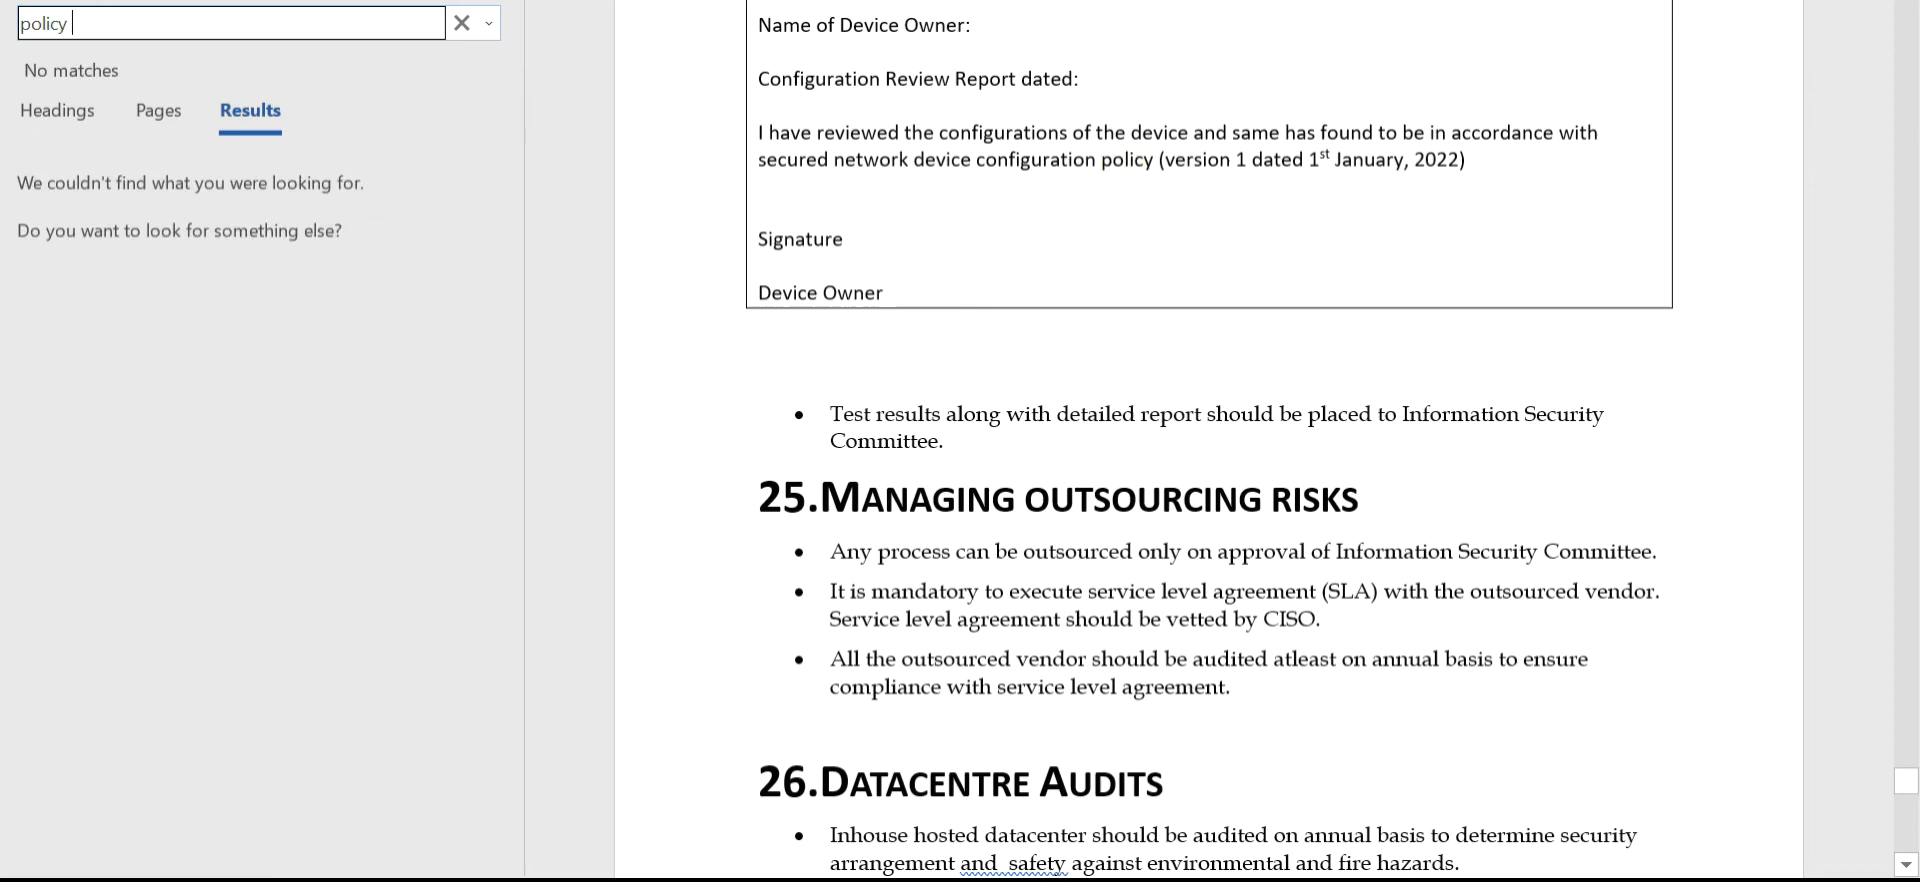 policy
No matches
Headings Pages Results
We couldn't find what you were looking for.
Do you want to look for something else?
Name of Device Owner:
Configuration Review Report dated:
I have reviewed the configurations of the device and same has found to be in accordance with
secured network device configuration policy (version 1 dated 1st January, 2022)
Signature
Device Owner
• Test results along with detailed report should be placed to Information Security
Committee.
25.MANAGING OUTSOURCING RISKS
• Any process can be outsourced only on approval of Information Security Committee.
• It is mandatory to execute service level agreement (SLA) with the outsourced vendor.
Service level agreement should be vetted by CISO.
• All the outsourced vendor should be audited atleast on annual basis to ensure
compliance with service level agreement.
26.DATACENTRE AUDITS
• Inhouse hosted datacenter should be audited on annual basis to determine security
arrangement and  safety against environmental and fire hazards.